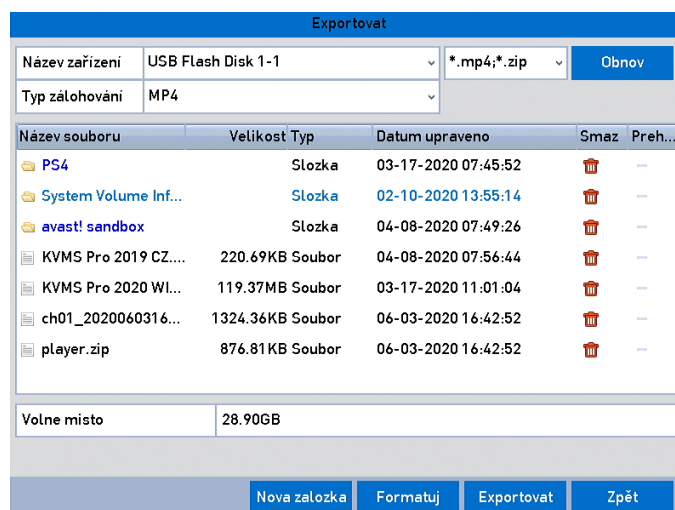 Exportovat
Název zařízení USB Flash Disk 1-1 *.mp4;*.zip Obnov
Typ zálohování MP4
Název souboru Velikost Typ Datum upraveno Smaz Preh...
PS4 Slozka 03-17-2020 07:45:52
System Volume Inf... Slozka 02-10-2020 13:55:14
avast! sandbox Slozka 04-08-2020 07:49:26
KVMS Pro 2019 CZ.... 220.69KB Soubor 04-08-2020 07:56:44
KVMS Pro 2020 WI... 119.37MB Soubor 03-17-2020 11:01:04
ch01_2020060316... 1324.36KB Soubor 06-03-2020 16:42:52
player.zip 876.81KB Soubor 06-03-2020 16:42:52
Volne misto 28.90GB
Nova zalozka Formatuj Exportovat Zpět